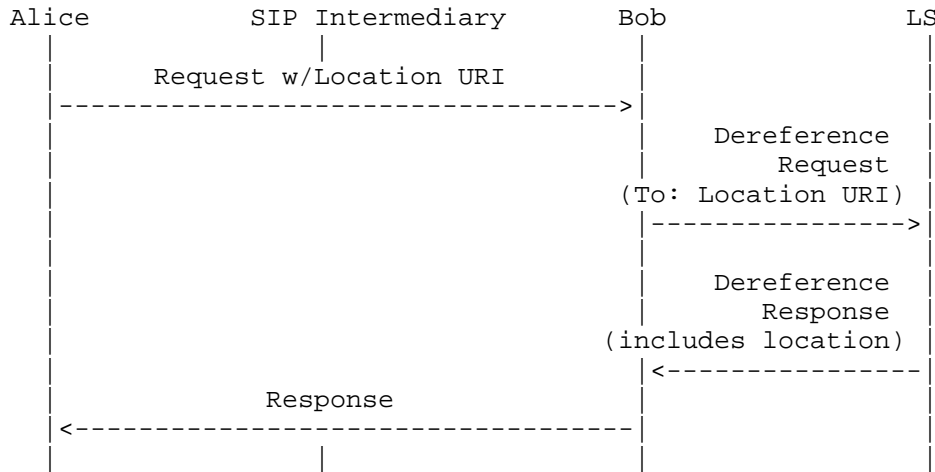 Alice SIP Intermediary Bob LS
Request w/Location URI
Dereference
Request
(To: Location URI)
Dereference
Response
(includes location)
Response